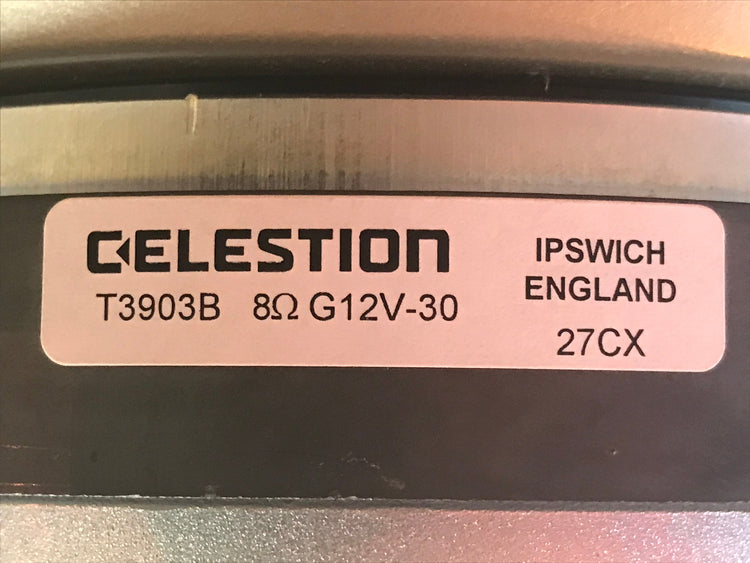 CELESTION
T3903B 8Ω G12V-30
IPSWICH
ENGLAND
27CX